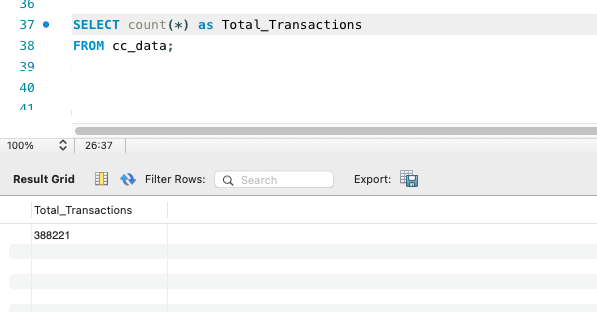 36
37 SELECT count(*) as Total_Transactions
38 FROM cc_data;
39
40
41
100% 26:37
Result Grid Filter Rows: Search Export:
Total_Transactions
388221